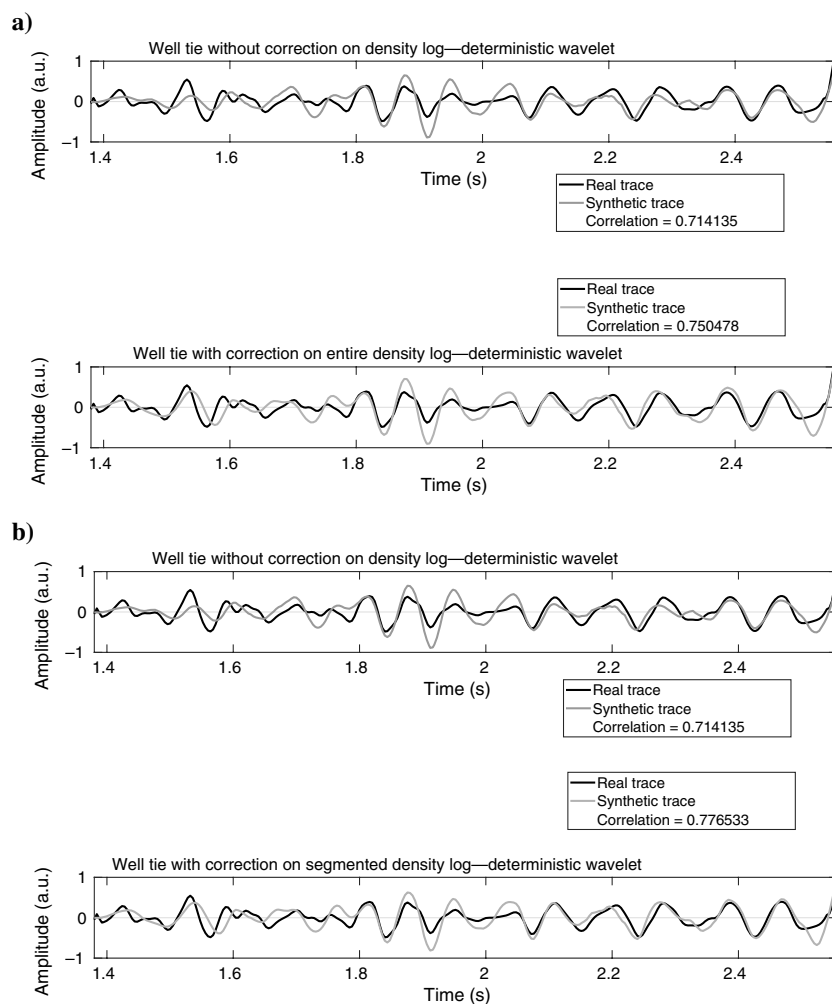 a)
Well tie without correction on density log—deterministic wavelet
1
0
−1
Amplitude (a.u.)
1.4 1.6 1.8 2 2.2 2.4
Time (s)
Real trace
Synthetic trace
Correlation = 0.714135
Real trace
Synthetic trace
Correlation = 0.750478
Well tie with correction on entire density log—deterministic wavelet
1
0
−1
Amplitude (a.u.)
1.4 1.6 1.8 2 2.2 2.4
Time (s)
b)
Well tie without correction on density log—deterministic wavelet
1
0
−1
Amplitude (a.u.)
1.4 1.6 1.8 2 2.2 2.4
Time (s)
Real trace
Synthetic trace
Correlation = 0.714135
Real trace
Synthetic trace
Correlation = 0.776533
Well tie with correction on segmented density log—deterministic wavelet
1
0
−1
Amplitude (a.u.)
1.4 1.6 1.8 2 2.2 2.4
Time (s)